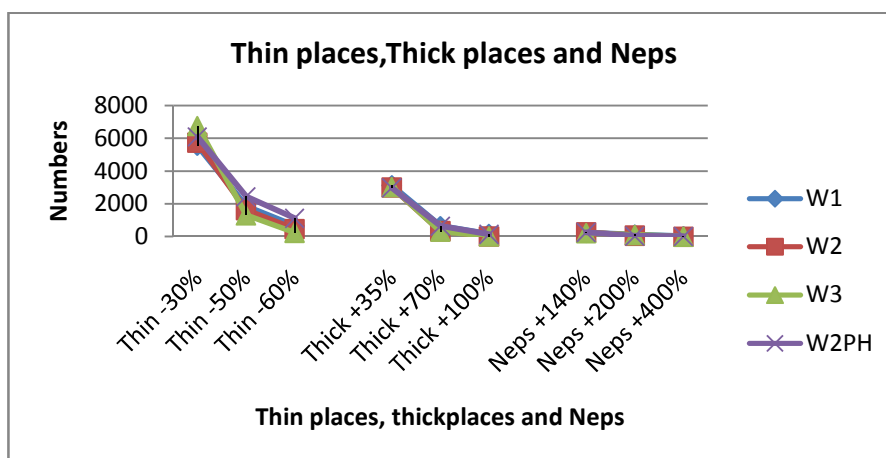 Thin places,Thick places and Neps
Numbers
8000
6000
4000
2000
0
Thin -30%
Thin -50%
Thin -60%
Thick +35%
Thick +70%
Thick +100%
Neps +140%
Neps +200%
Neps +400%
Thin places, thickplaces and Neps
W1
W2
W3
W2PH